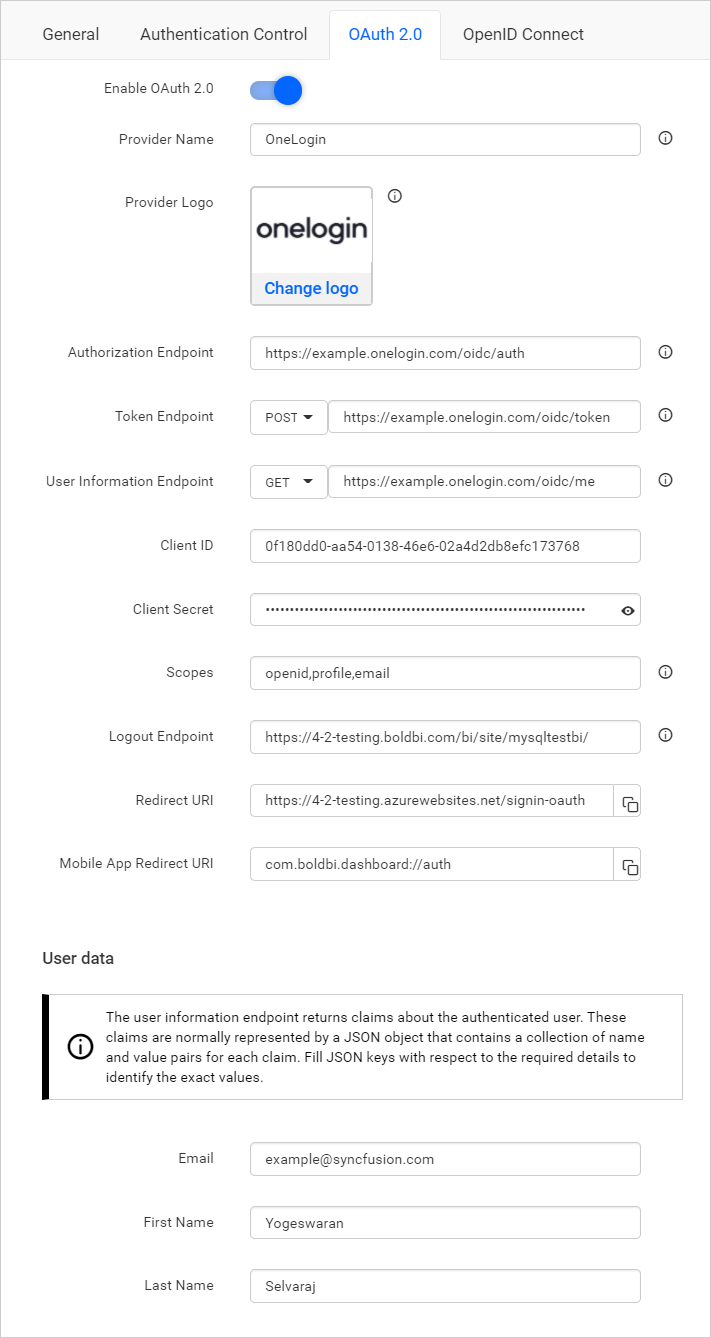 General Authentication Control OAuth 2.0 OpenID Connect
Enable OAuth 2.0
Provider Name OneLogin
Provider Logo
onelogin
Change logo
Authorization Endpoint https://example.onelogin.com/oidc/auth
Token Endpoint POST https://example.onelogin.com/oidc/token
User Information Endpoint GET https://example.onelogin.com/oidc/me
Client ID 0f180dd0-aa54-0138-46e6-02a4d2db8efc173768
Client Secret ••••••••••••••••••••••••••••••••••••••••••••••••••••••••••••••••
Scopes openid,profile,email
Logout Endpoint https://4-2-testing.boldbi.com/bi/site/mysqltestbi/
Redirect URI https://4-2-testing.azurewebsites.net/signin-oauth
Mobile App Redirect URI com.boldbi.dashboard://auth
User data
The user information endpoint returns claims about the authenticated user. These
claims are normally represented by a JSON object that contains a collection of name
and value pairs for each claim. Fill JSON keys with respect to the required details to
identify the exact values.
Email example@syncfusion.com
First Name Yogeswaran
Last Name Selvaraj